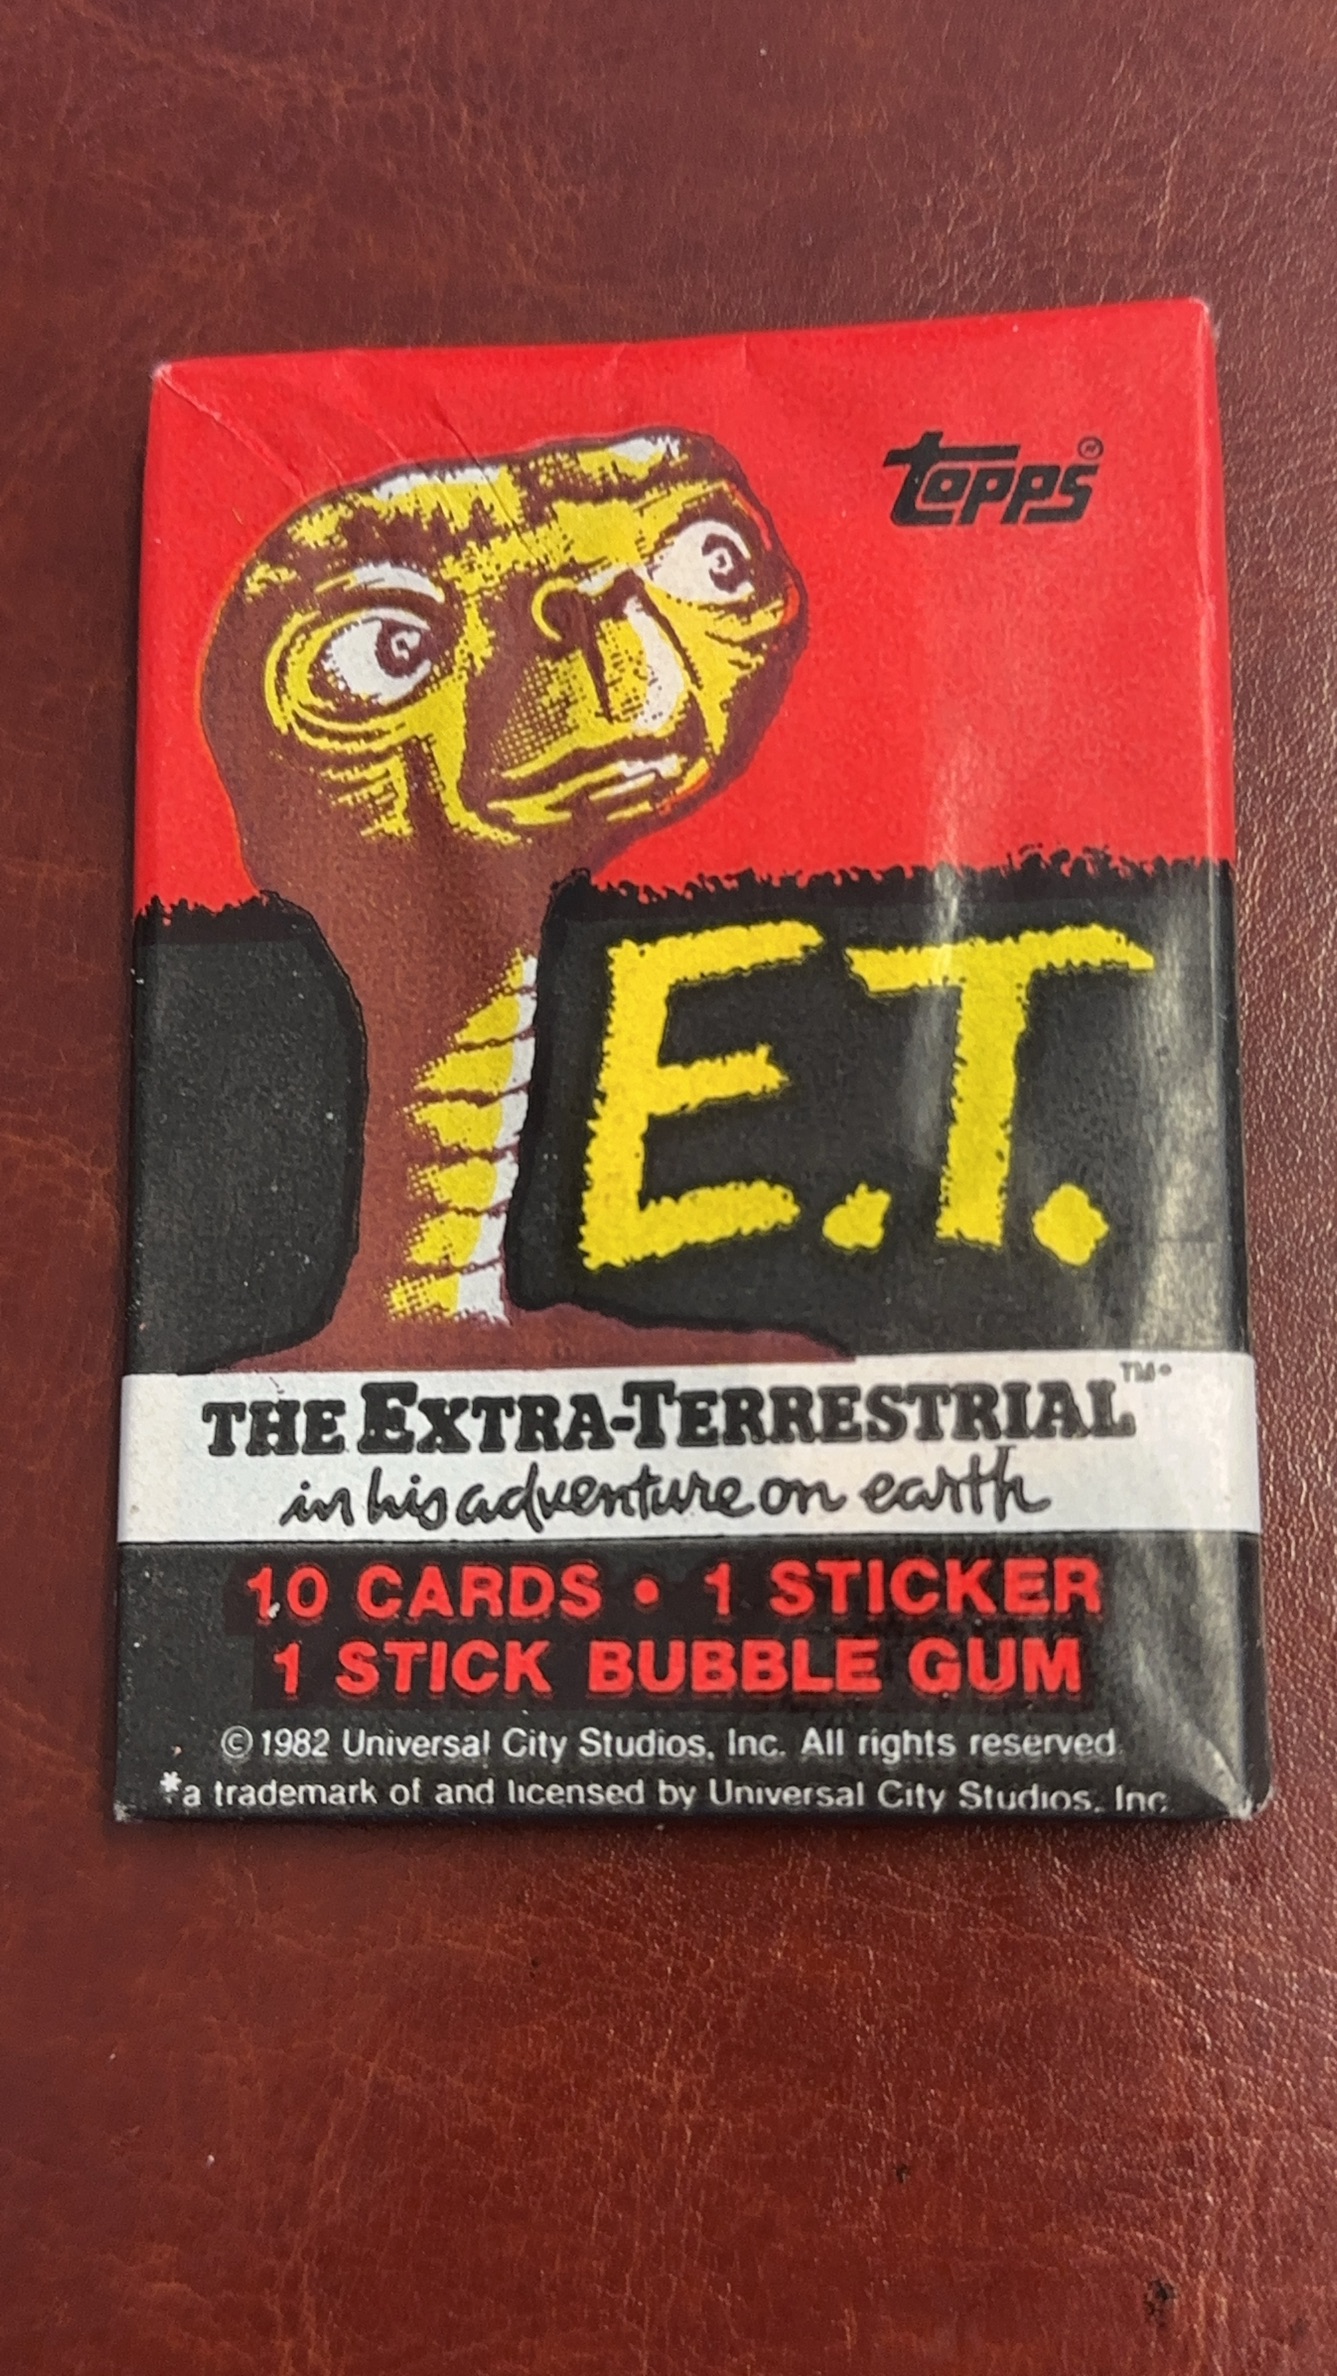 topps®
E.T.
THE EXTRA-TERRESTRIAL™*
in his adventure on earth
10 CARDS • 1 STICKER
1 STICK BUBBLE GUM
©1982 Universal City Studios, Inc. All rights reserved.
*a trademark of and licensed by Universal City Studios, Inc